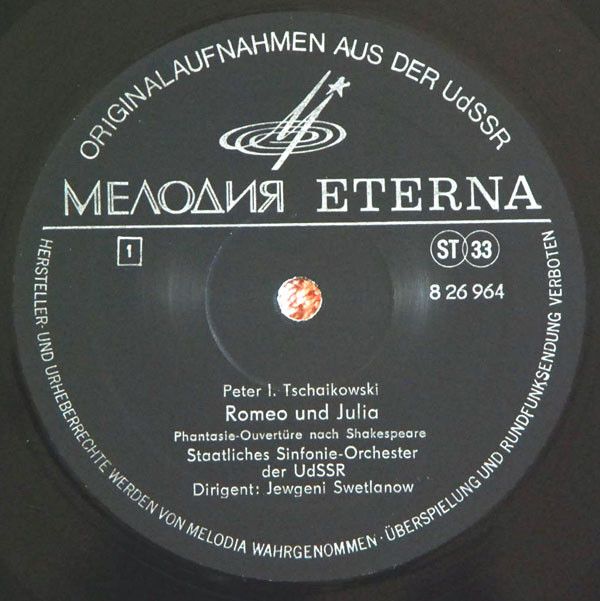 ORIGINALAUFNAHMEN AUS DER UdSSR
МЕЛОДИЯ ETERNA
1
ST 33
8 26 964
Peter I. Tschaikowski
Romeo und Julia
Phantasie-Ouvertüre nach Shakespeare
Staatliches Sinfonie-Orchester
der UdSSR
Dirigent: Jewgeni Swetlanow
HERSTELLER- UND URHEBERRECHTE WERDEN VON MELODIA WAHRGENOMMEN · ÜBERSPIELUNG UND RUNDFUNKSENDUNG VERBOTEN